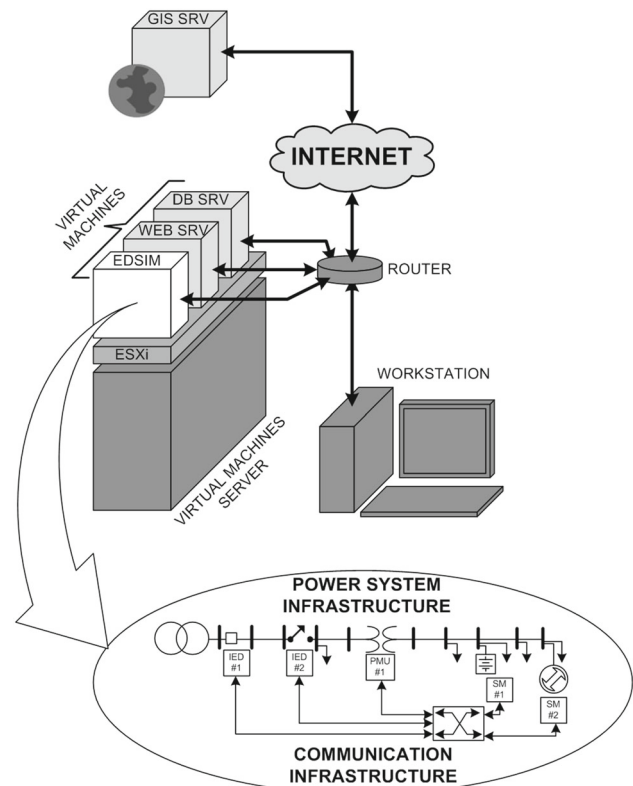 GIS SRV
INTERNET
VIRTUAL
MACHINES
DB SRV
WEB SRV
EDSIM
ROUTER
ESXi
WORKSTATION
VIRTUAL MACHINES
SERVER
POWER SYSTEM
INFRASTRUCTURE
IED
#1
IED
#2
PMU
#1
SM
#1
SM
#2
COMMUNICATION
INFRASTRUCTURE